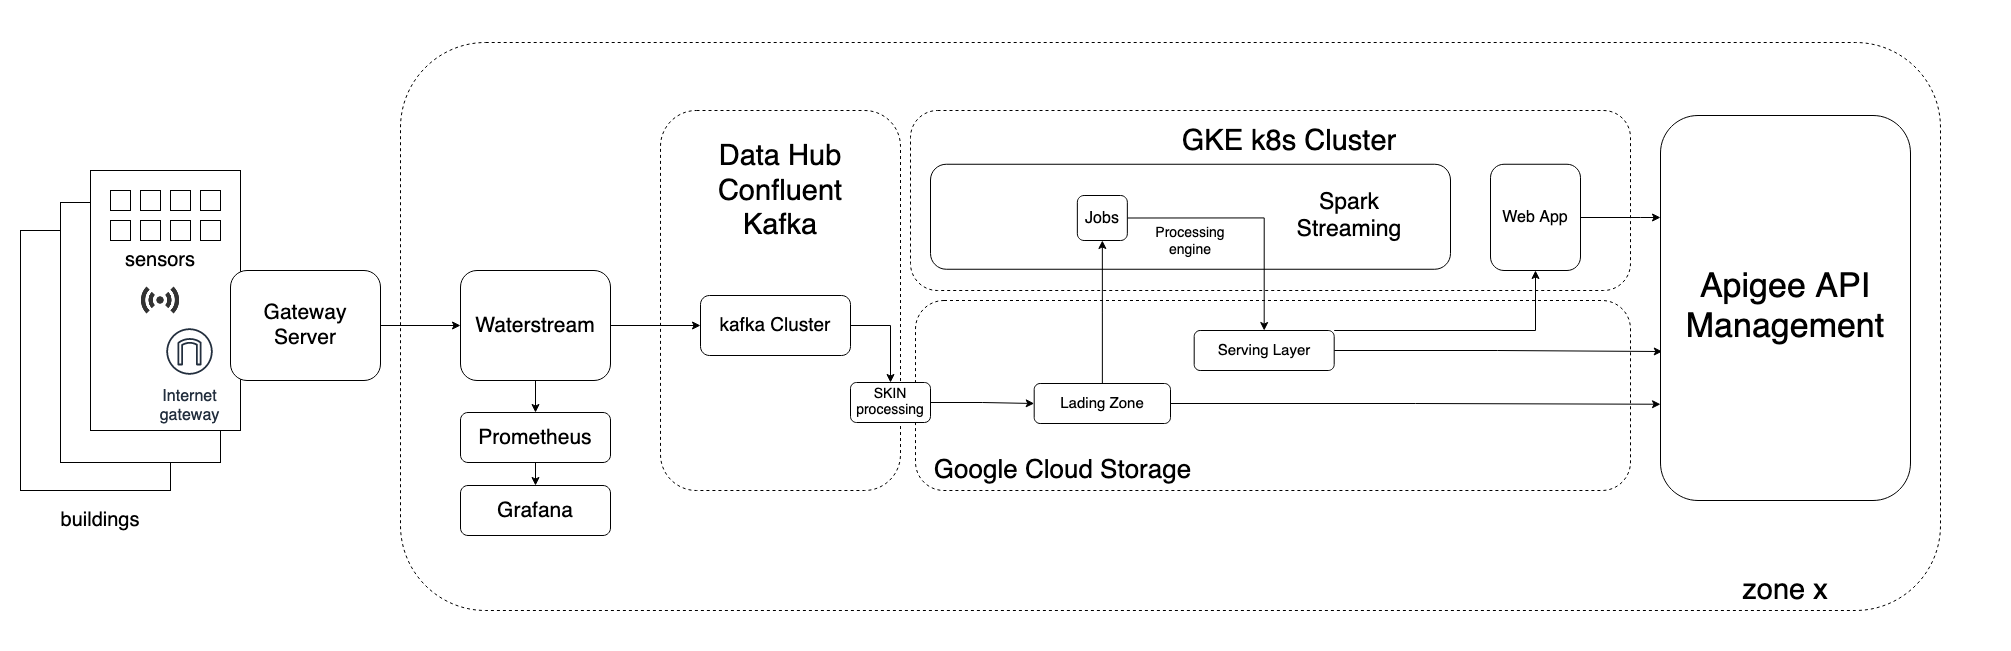 sensors
Internet
gateway
buildings
Gateway
Server
Waterstream
Prometheus
Grafana
Data Hub
Confluent
Kafka
kafka Cluster
SKIN
processing
GKE k8s Cluster
Jobs
Processing
engine
Spark
Streaming
Web App
Serving Layer
Lading Zone
Google Cloud Storage
Apigee API
Management
zone x